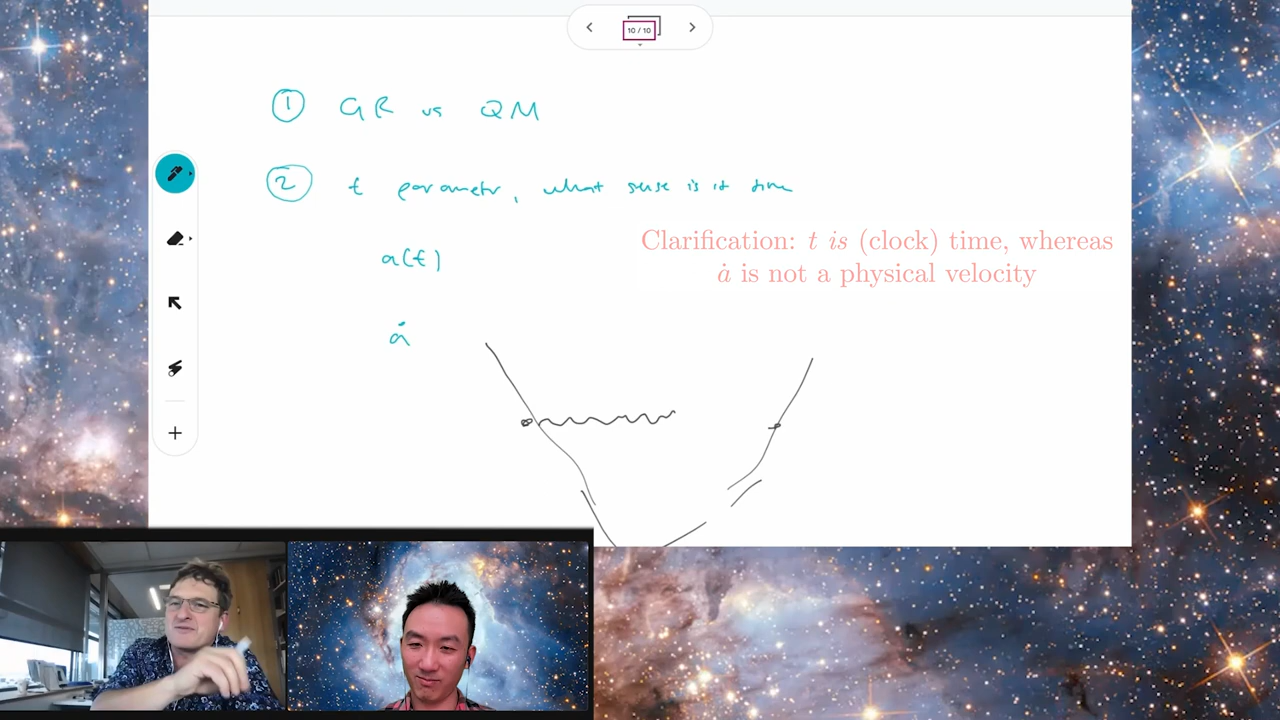 10 / 10
① GR vs QM
② t parametr, what sense is it time
Clarification: t is (clock) time, whereas
ȧ is not a physical velocity
a(t)
ȧ